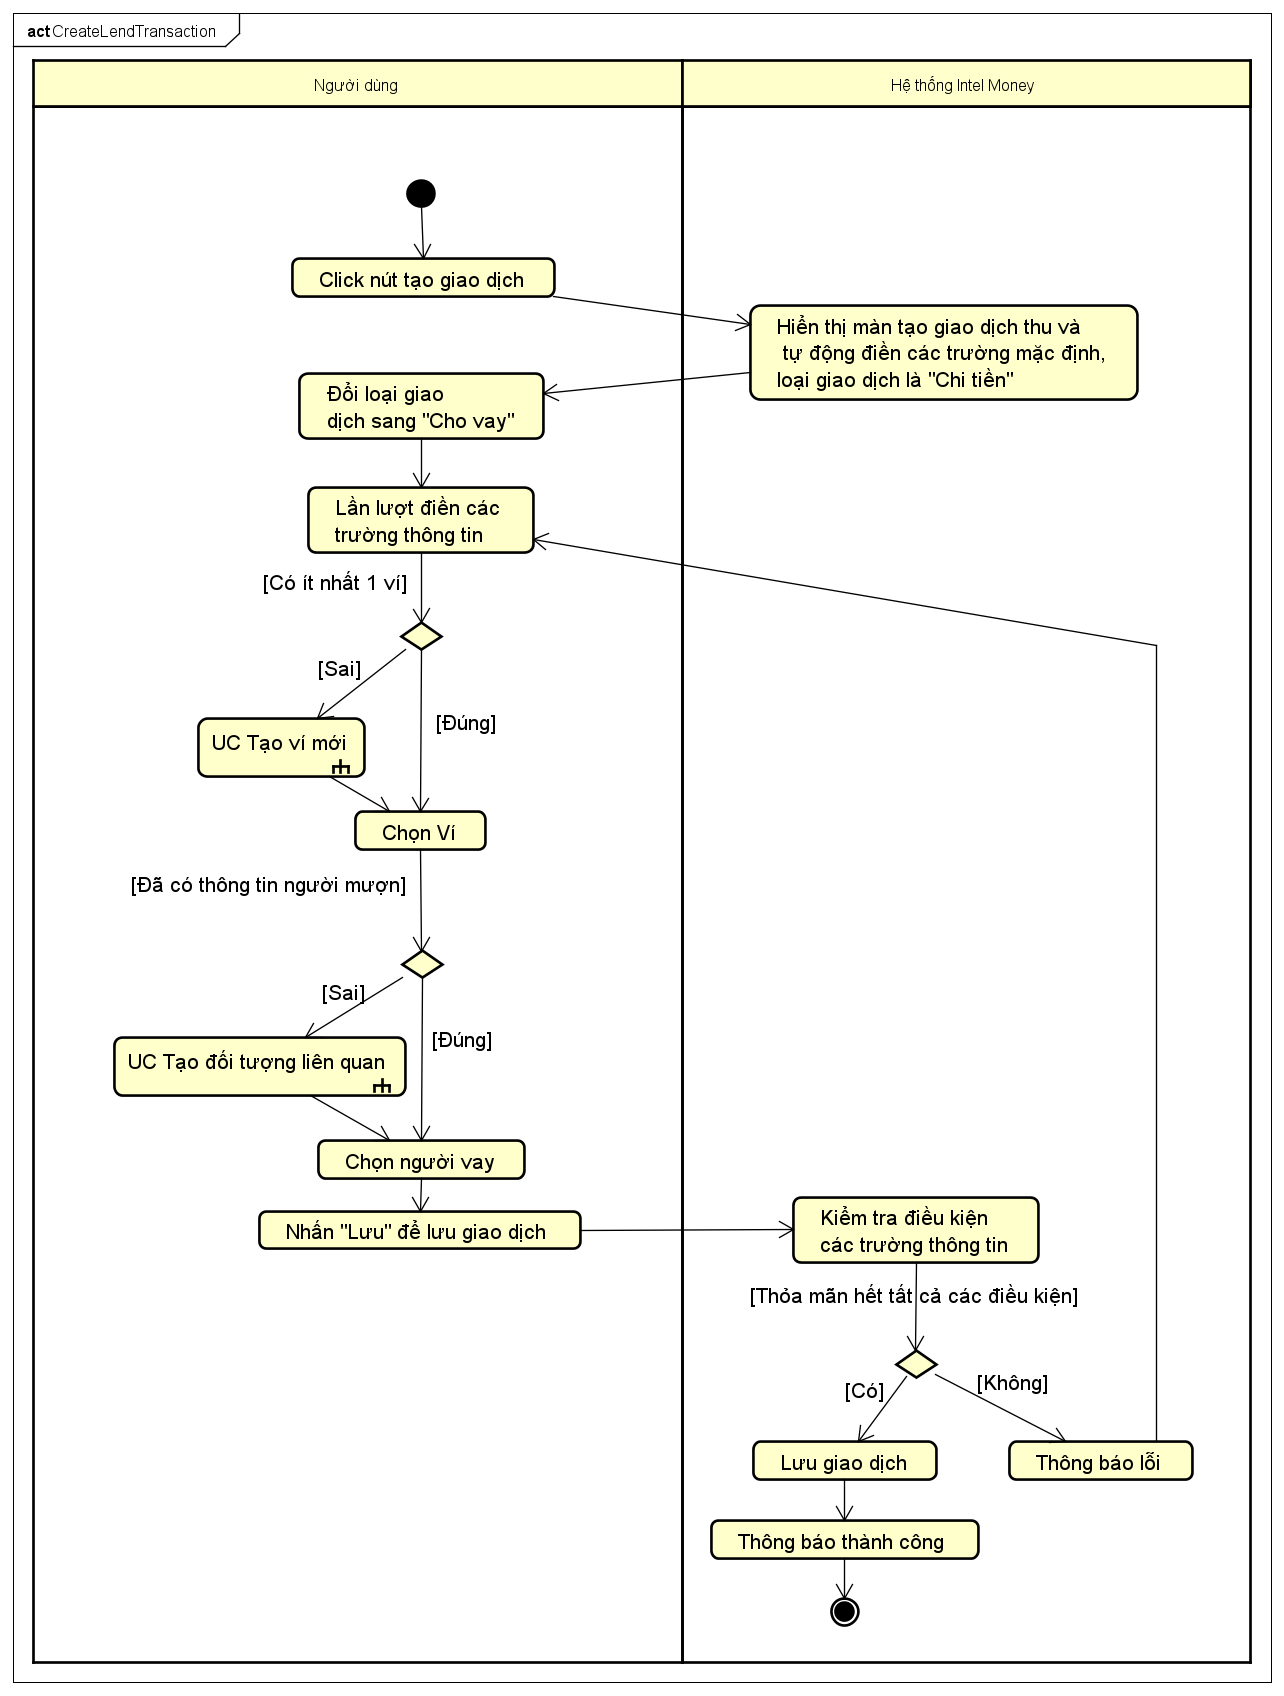 act CreateLendTransaction
Người dùng
Hệ thống Intel Money
Click nút tạo giao dịch
Hiển thị màn tạo giao dịch thu và
tự động điền các trường mặc định,
loại giao dịch là "Chi tiền"
Đổi loại giao
dịch sang "Cho vay"
Lần lượt điền các
trường thông tin
[Có ít nhất 1 ví]
[Sai]
[Đúng]
UC Tạo ví mới
Chọn Ví
[Đã có thông tin người mượn]
[Sai]
[Đúng]
UC Tạo đối tượng liên quan
Chọn người vay
Nhấn "Lưu" để lưu giao dịch
Kiểm tra điều kiện
các trường thông tin
[Thỏa mãn hết tất cả các điều kiện]
[Có]
[Không]
Lưu giao dịch
Thông báo lỗi
Thông báo thành công